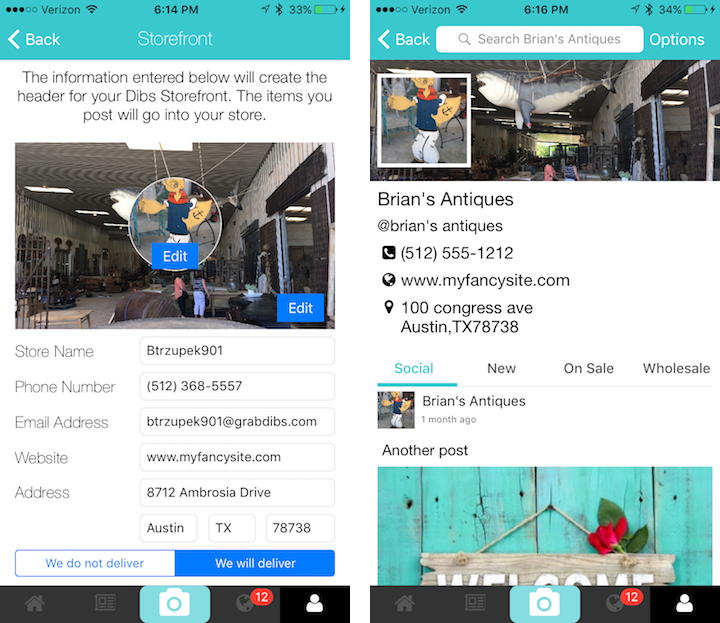 Verizon 6:14 PM 33%
Back Storefront
The information entered below will create the
header for your Dibs Storefront. The items you
post will go into your store.
Edit
Edit
Store Name Btrzupek901
Phone Number (512) 368-5557
Email Address btrzupek901@grabdibs.com
Website www.myfancysite.com
Address 8712 Ambrosia Drive
Austin TX 78738
We do not deliver We will deliver
12
Verizon 6:16 PM 34%
Back Search Brian's Antiques Options
Brian's Antiques
@brian's antiques
(512) 555-1212
www.myfancysite.com
100 congress ave
Austin,TX78738
Social New On Sale Wholesale
Brian's Antiques
1 month ago
Another post
WELCOME
12